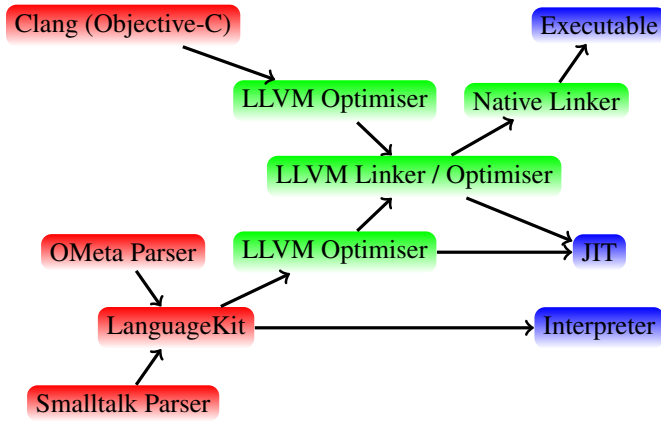 Clang (Objective-C)
Executable
LLVM Optimiser
Native Linker
LLVM Linker / Optimiser
OMeta Parser
LLVM Optimiser
JIT
LanguageKit
Interpreter
Smalltalk Parser